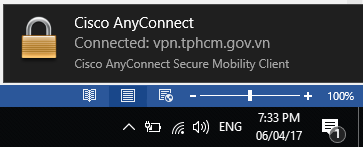 Cisco AnyConnect
Connected: vpn.tphcm.gov.vn
Cisco AnyConnect Secure Mobility Client
100%
ENG
7:33 PM
06/04/17
1